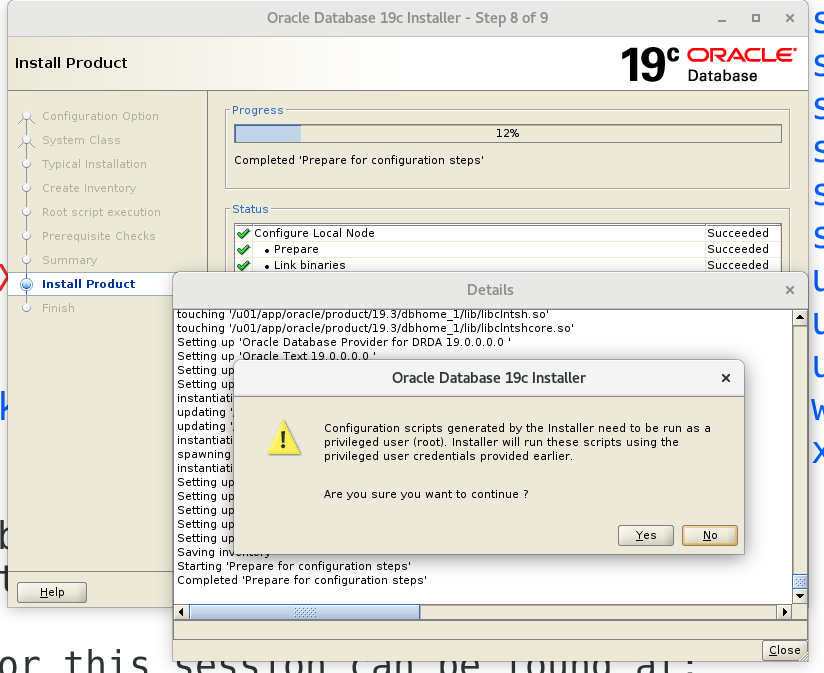 Oracle Database 19c Installer - Step 8 of 9
Install Product
19c ORACLE
Database
Configuration Option
System Class
Typical Installation
Create Inventory
Root script execution
Prerequisite Checks
Summary
Install Product
Finish
Progress
12%
Completed 'Prepare for configuration steps'
Status
Configure Local Node Succeeded
• Prepare Succeeded
• Link binaries Succeeded
Details
touching '/u01/app/oracle/product/19.3/dbhome_1/lib/libclntsh.so'
touching '/u01/app/oracle/product/19.3/dbhome_1/lib/libclntshcore.so'
Setting up 'Oracle Database Provider for DRDA 19.0.0.0.0 '
Setting up 'Oracle Text 19.0.0.0.0 '
Setting up
Setting up
instantiati
updating '
updating '
instantiati
spawning
instantiati
Setting up
Setting up
Setting up
Setting up
Setting up
Saving inventory
Starting 'Prepare for configuration steps'
Completed 'Prepare for configuration steps'
Oracle Database 19c Installer
Configuration scripts generated by the Installer need to be run as a
privileged user (root). Installer will run these scripts using the
privileged user credentials provided earlier.
Are you sure you want to continue ?
Yes No
Help
Close
or this session can be found at: